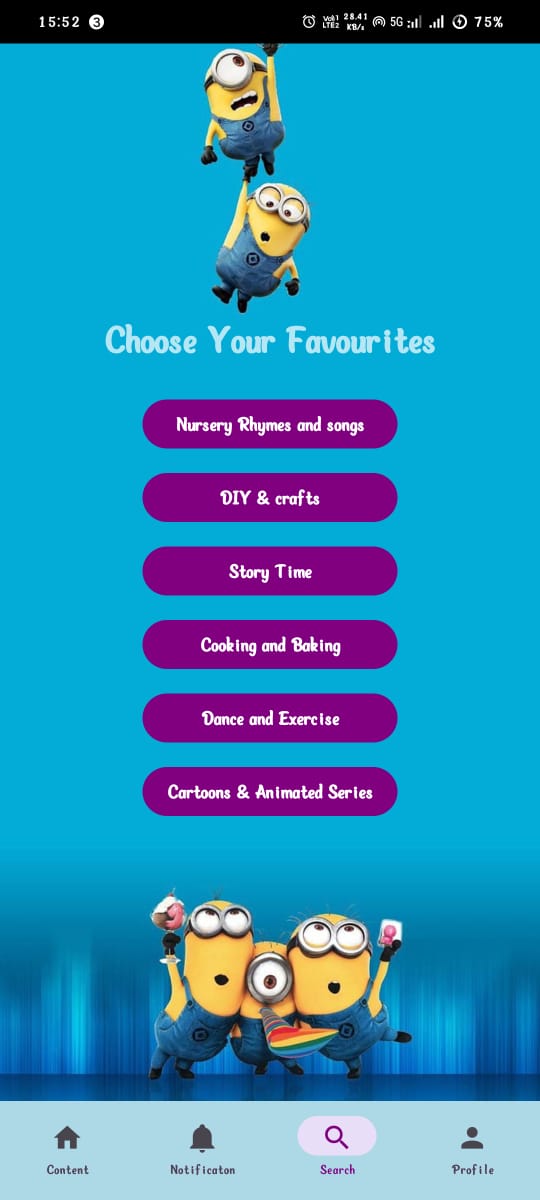 15:52 3 Vo1 LTE2 28.41 KB/s 5G 75%
Choose Your Favourites
Nursery Rhymes and songs
DIY & crafts
Story Time
Cooking and Baking
Dance and Exercise
Cartoons & Animated Series
Content Notificaton Search Profile